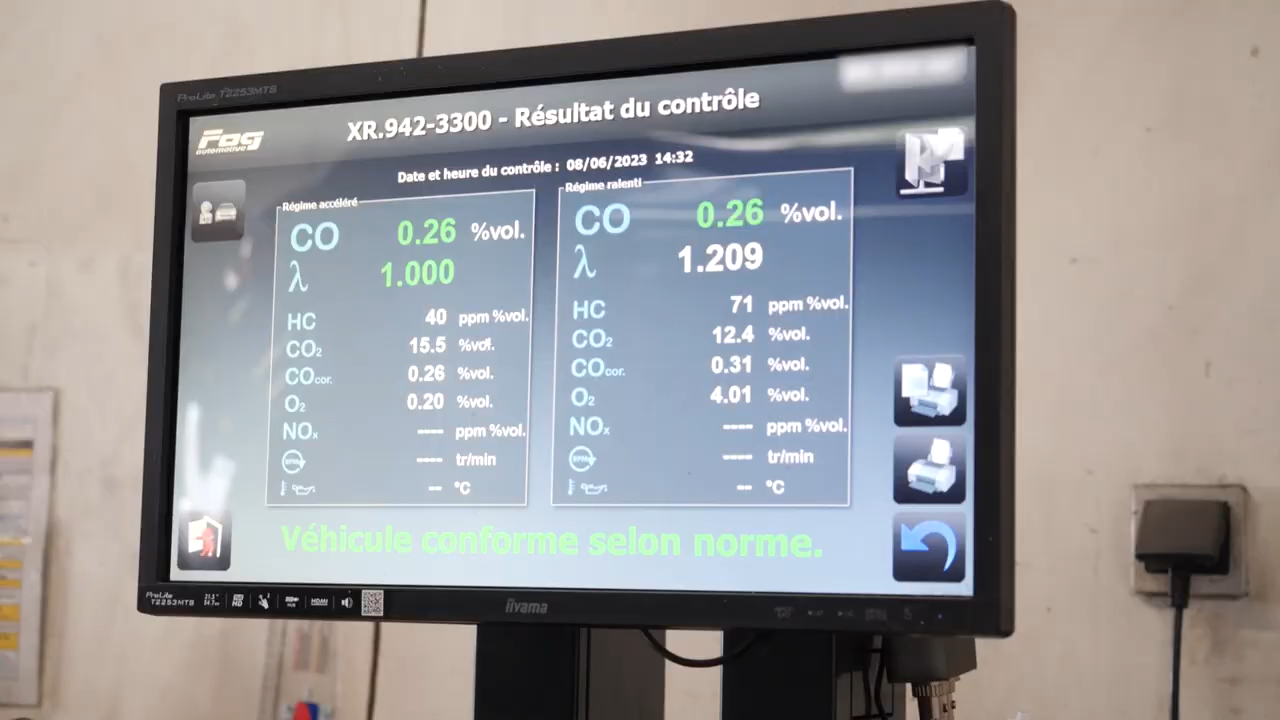 ProLite T2253MTS
Fog
automotive
XR.942-3300 - Résultat du contrôle
Date et heure du contrôle : 08/06/2023 14:32
Régime accéléré
CO 0.26 %vol.
λ 1.000
HC 40 ppm %vol.
CO2 15.5 %vol.
COcor. 0.26 %vol.
O2 0.20 %vol.
NOx ---- ppm %vol.
---- tr/min
-- °C
Régime ralenti
CO 0.26 %vol.
λ 1.209
HC 71 ppm %vol.
CO2 12.4 %vol.
COcor. 0.31 %vol.
O2 4.01 %vol.
NOx ---- ppm %vol.
---- tr/min
-- °C
Véhicule conforme selon norme.
ProLite
T2253MTS
HDMI
iiyama